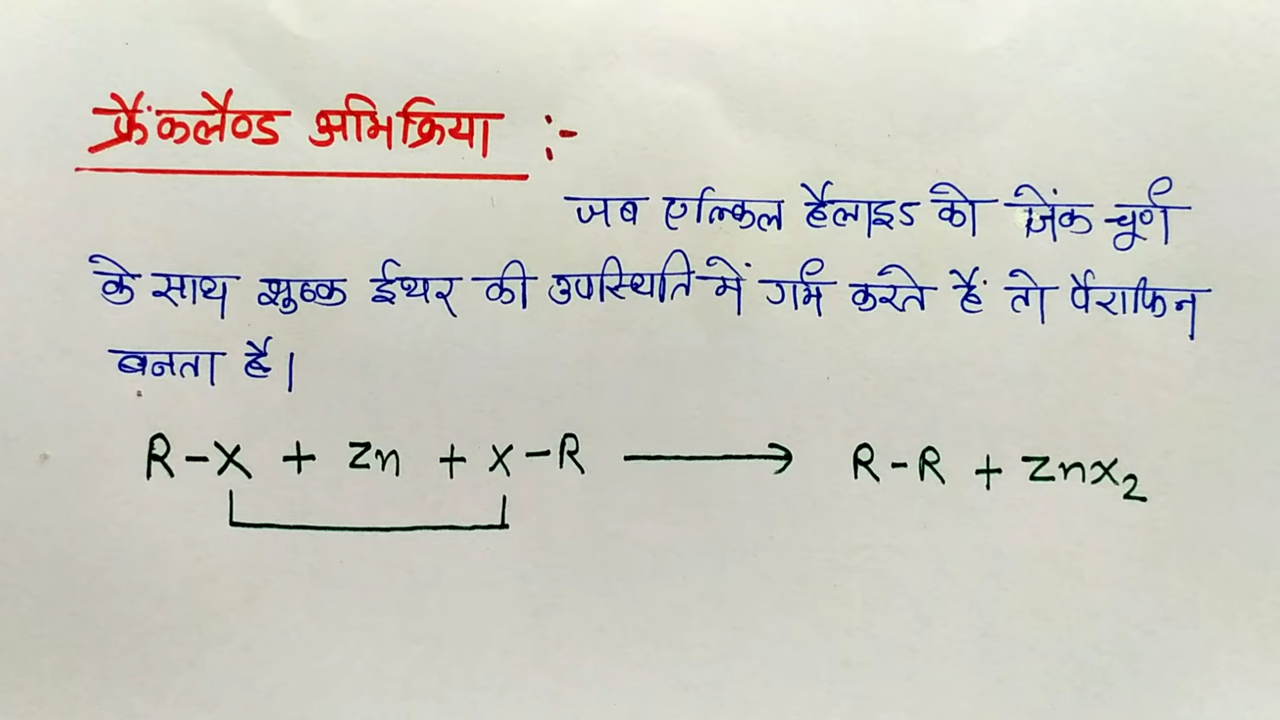 फ्रैंकलैण्ड अभिक्रिया :-
जब एल्किल हैलाइड को जिंक चूर्ण
के साथ शुष्क ईथर की उपस्थिति में गर्म करते हैं तो पैराफिन
बनता है।
R-X + Zn + X-R ⟶ R-R + ZnX₂